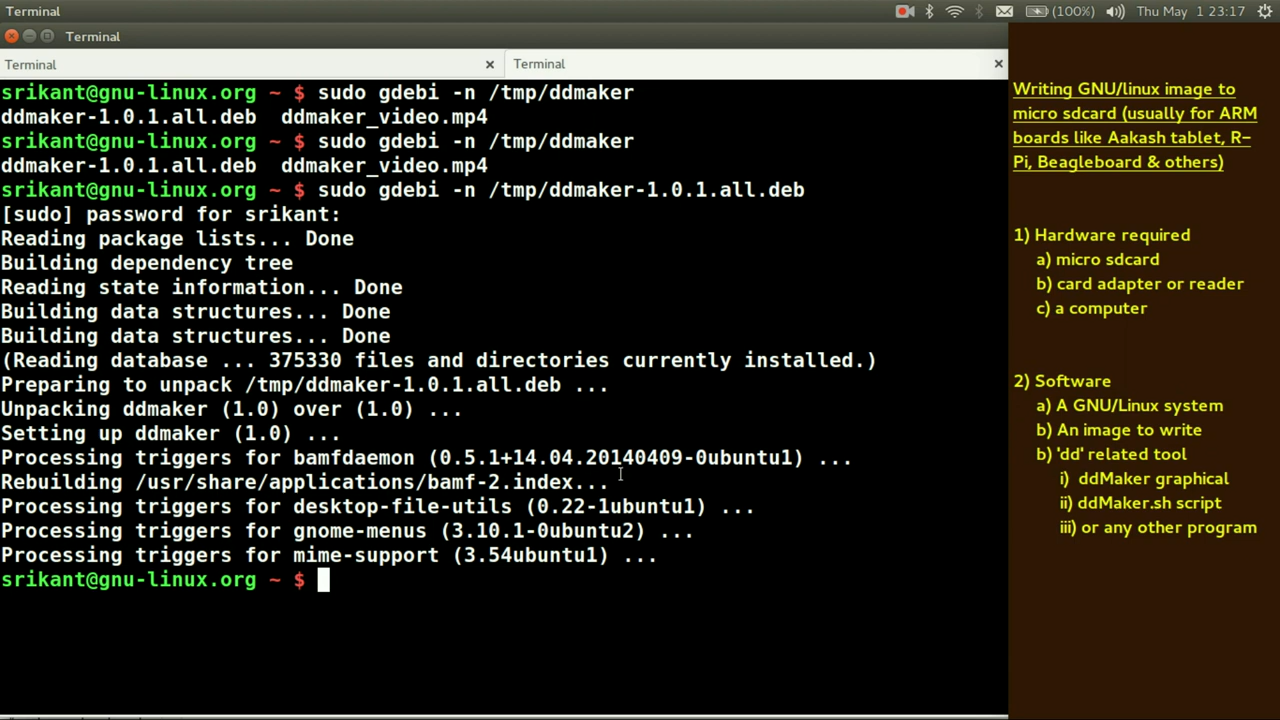 Terminal
(100%) Thu May 1 23:17
Terminal
Terminal
Terminal
srikant@gnu-linux.org ~ $ sudo gdebi -n /tmp/ddmaker
ddmaker-1.0.1.all.deb ddmaker_video.mp4
srikant@gnu-linux.org ~ $ sudo gdebi -n /tmp/ddmaker
ddmaker-1.0.1.all.deb ddmaker_video.mp4
srikant@gnu-linux.org ~ $ sudo gdebi -n /tmp/ddmaker-1.0.1.all.deb
[sudo] password for srikant:
Reading package lists... Done
Building dependency tree
Reading state information... Done
Building data structures... Done
Building data structures... Done
(Reading database ... 375330 files and directories currently installed.)
Preparing to unpack /tmp/ddmaker-1.0.1.all.deb ...
Unpacking ddmaker (1.0) over (1.0) ...
Setting up ddmaker (1.0) ...
Processing triggers for bamfdaemon (0.5.1+14.04.20140409-0ubuntu1) ...
Rebuilding /usr/share/applications/bamf-2.index...
Processing triggers for desktop-file-utils (0.22-1ubuntu1) ...
Processing triggers for gnome-menus (3.10.1-0ubuntu2) ...
Processing triggers for mime-support (3.54ubuntu1) ...
srikant@gnu-linux.org ~ $
Writing GNU/linux image to
micro sdcard (usually for ARM
boards like Aakash tablet, R-
Pi, Beagleboard & others)
1) Hardware required
a) micro sdcard
b) card adapter or reader
c) a computer
2) Software
a) A GNU/Linux system
b) An image to write
b) 'dd' related tool
i) ddMaker graphical
ii) ddMaker.sh script
iii) or any other program